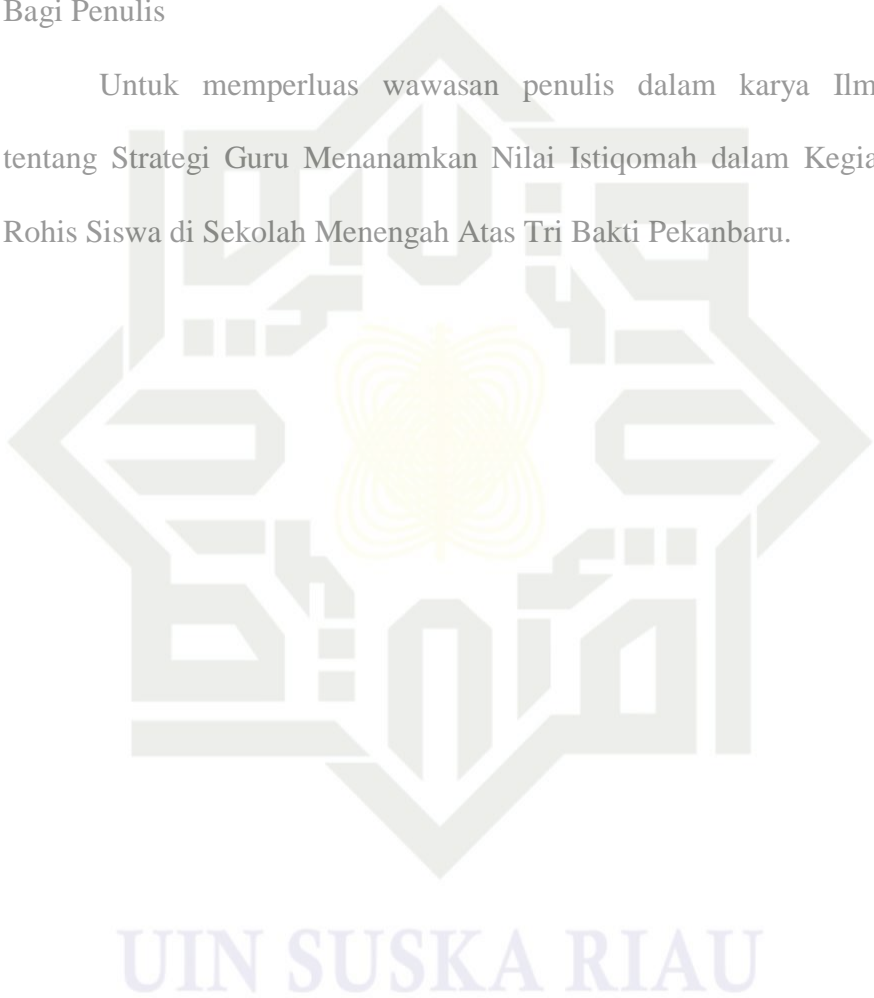 Bagi Penulis
Untuk memperluas wawasan penulis dalam karya Ilm
tentang Strategi Guru Menanamkan Nilai Istiqomah dalam Kegia
Rohis Siswa di Sekolah Menengah Atas Tri Bakti Pekanbaru.
UIN SUSKA RIAU